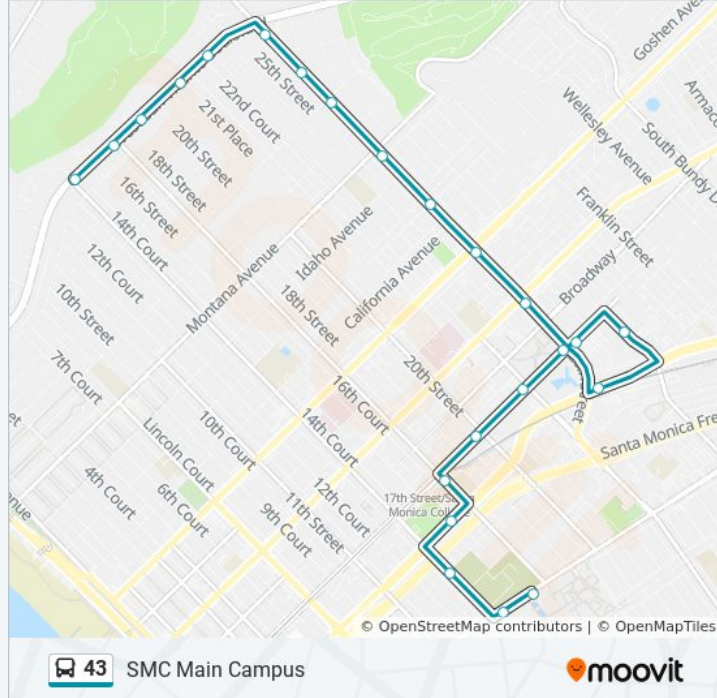 Goshen Ave
25th Street
22nd Court
21st Place
20th Street
18th Street
16th Street
14th Court
12th Court
10th Street
7th Court
4th Court
Montana Avenue
Idaho Avenue
California Avenue
Wellesley Avenue
South Bundy D
Franklin Street
Broadway
18th Street
20th Street
16th Court
14th Court
12th Court
11th Street
10th Court
9th Court
Lincoln Court
6th Court
Santa Monica Fre
17th Street/Sa
Monica Coll
© OpenStreetMap contributors | © OpenMapTiles
43 SMC Main Campus
moovit